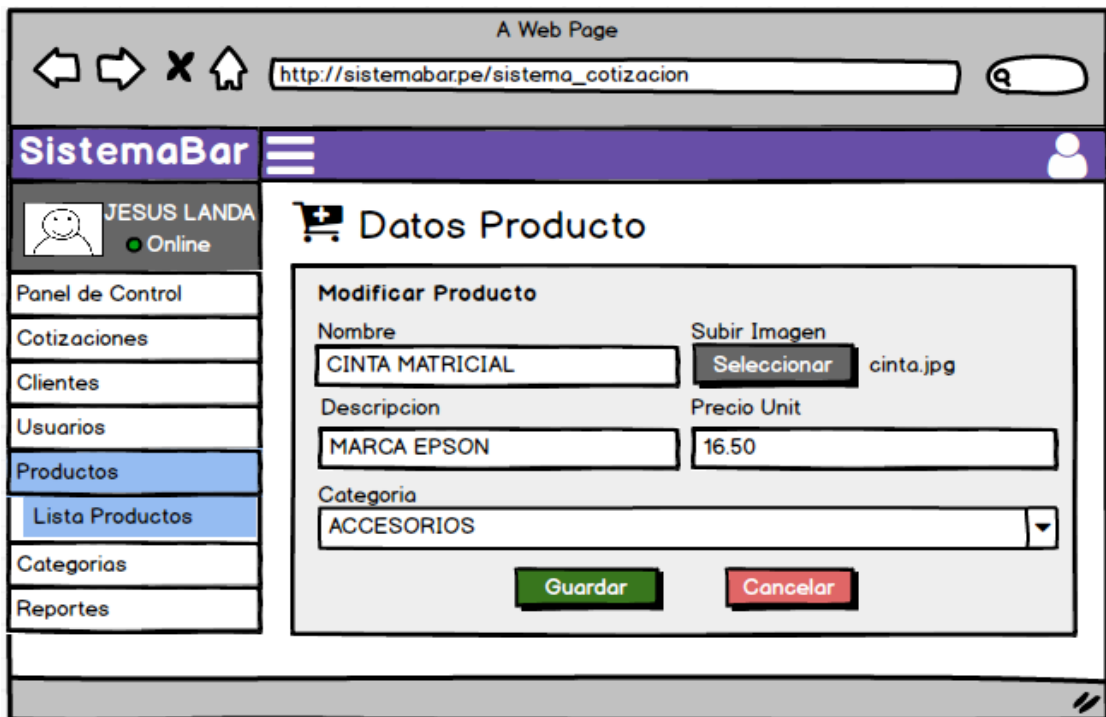 A Web Page
http://sistemabar.pe/sistema_cotizacion
SistemaBar
JESUS LANDA
Online
Panel de Control
Cotizaciones
Clientes
Usuarios
Productos
Lista Productos
Categorias
Reportes
Datos Producto
Modificar Producto
Nombre
Subir Imagen
CINTA MATRICIAL
Seleccionar
cinta.jpg
Descripcion
Precio Unit
MARCA EPSON
16.50
Categoria
ACCESORIOS
Guardar
Cancelar